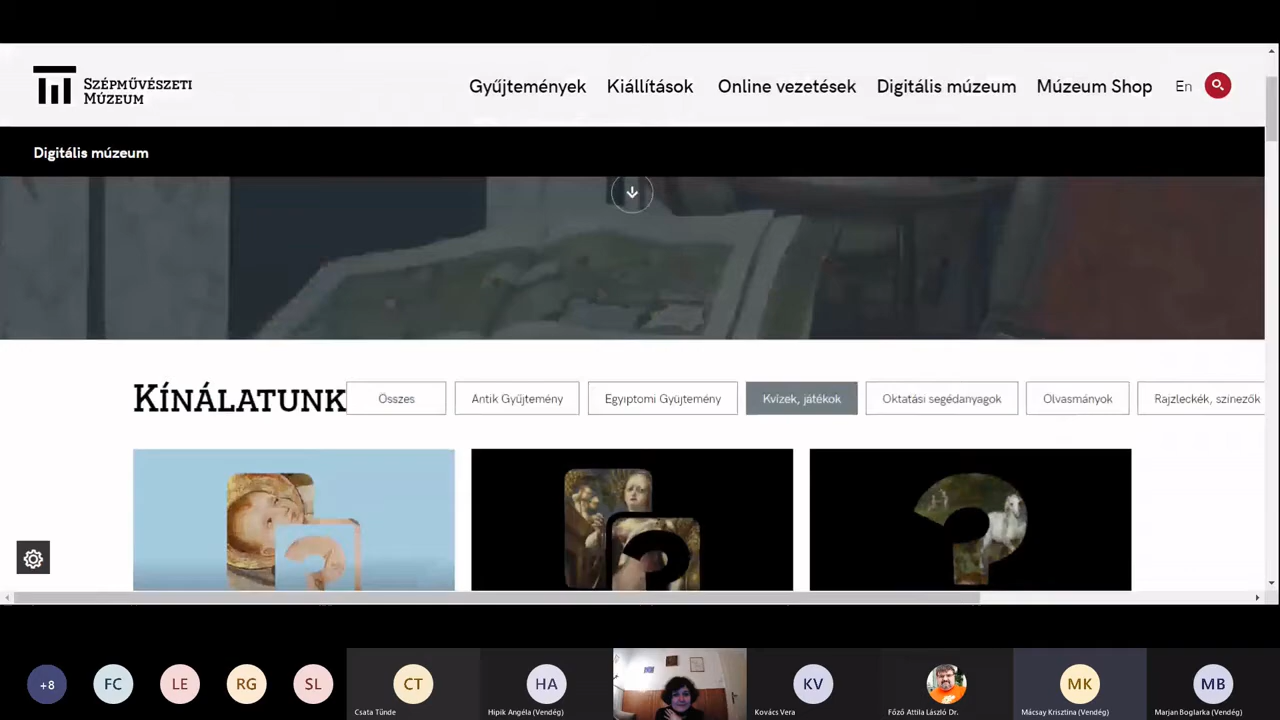 SZÉPMŰVÉSZETI
MÚZEUM
Gyűjtemények Kiállítások Online vezetések Digitális múzeum Múzeum Shop En
Digitális múzeum
KÍNÁLATUNK
Összes Antik Gyűjtemény Egyiptomi Gyűjtemény Kvízek, játékok Oktatási segédanyagok Olvasmányok Rajzleckék, színezők
+8 FC LE RG SL CT HA KV MK MB
Csata Tünde Hipik Angéla (Vendég) Kovács Vera Főző Attila László Dr. Mácsay Krisztina (Vendég) Marjan Boglarka (Vendég)